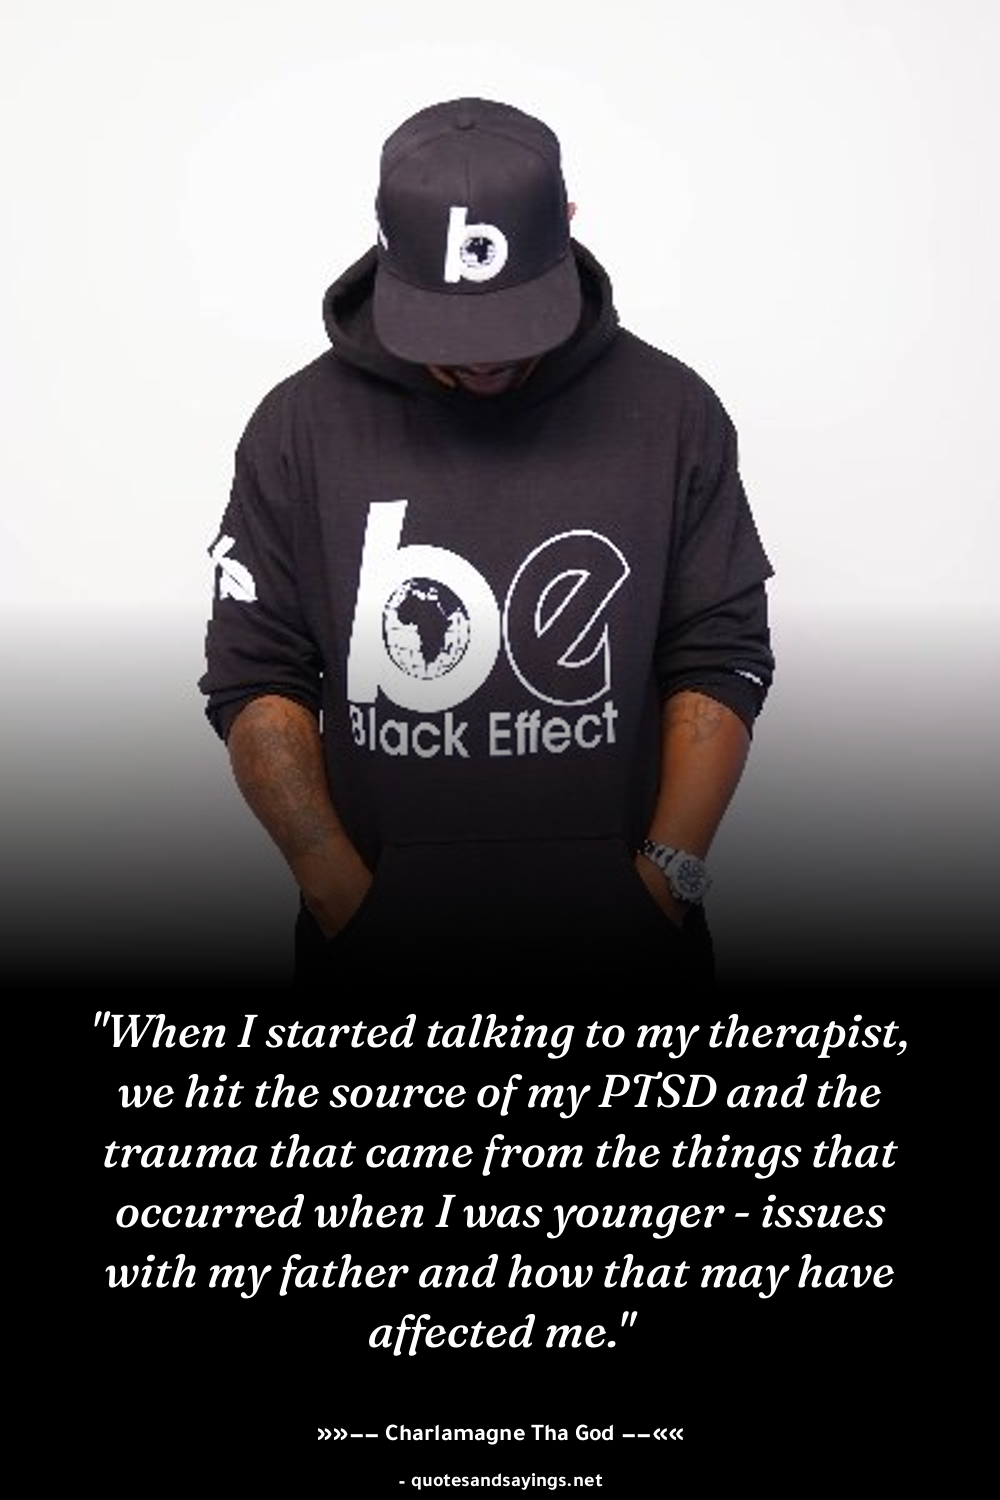 b
be
Black Effect
"When I started talking to my therapist,
we hit the source of my PTSD and the
trauma that came from the things that
occurred when I was younger - issues
with my father and how that may have
affected me."
»»-- Charlamagne Tha God --««
- quotesandsayings.net